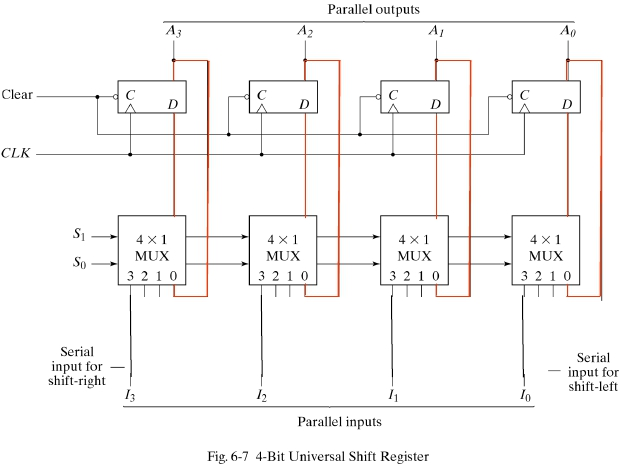 Parallel outputs
A3 A2 A1 A0
Clear C C C C
D D D D
CLK
S1 4 × 1 4 × 1 4 × 1 4 × 1
S0 MUX MUX MUX MUX
3 2 1 0 3 2 1 0 3 2 1 0 3 2 1 0
Serial
input for
shift-right
Serial
input for
shift-left
I3 I2 I1 I0
Parallel inputs
Fig. 6-7 4-Bit Universal Shift Register